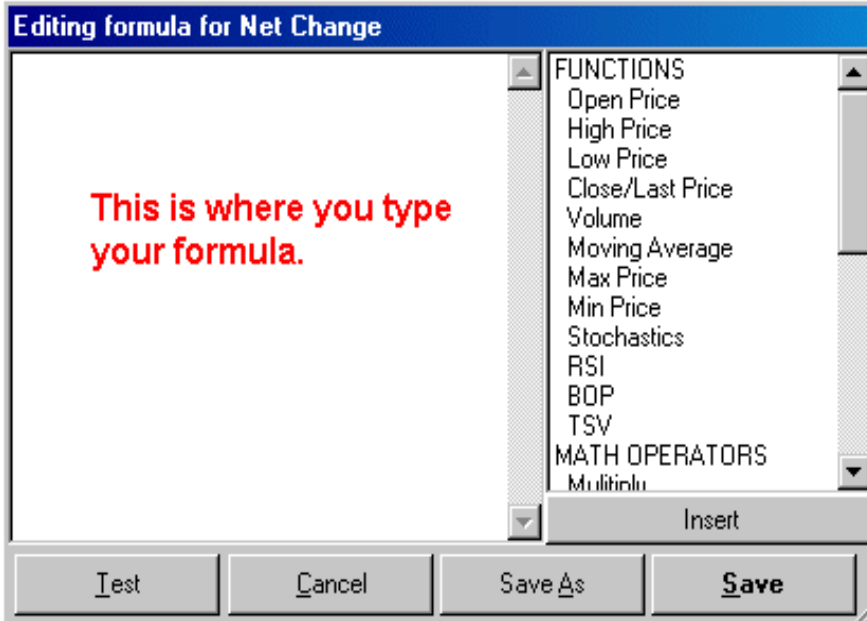 Editing formula for Net Change
This is where you type
your formula.
FUNCTIONS
Open Price
High Price
Low Price
Close/Last Price
Volume
Moving Average
Max Price
Min Price
Stochastics
RSI
BOP
TSV
MATH OPERATORS
Mulitiply
Insert
Test
Cancel
Save As
Save